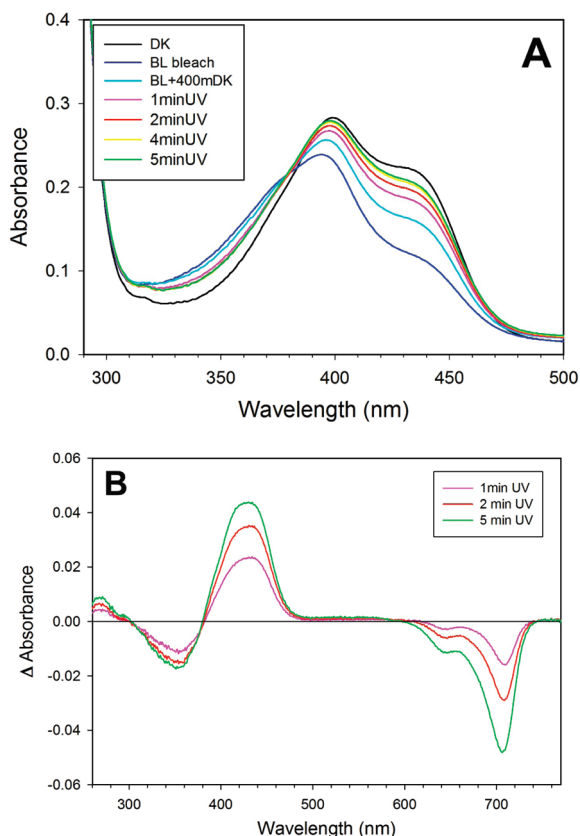 A
DK
BL bleach
BL+400mDK
1minUV
2minUV
4minUV
5minUV
0.4
0.3
0.2
0.1
0.0
Absorbance
300 350 400 450 500
Wavelength (nm)
B
1min UV
2 min UV
5 min UV
0.06
0.04
0.02
0.00
-0.02
-0.04
-0.06
Δ Absorbance
300 400 500 600 700
Wavelength (nm)